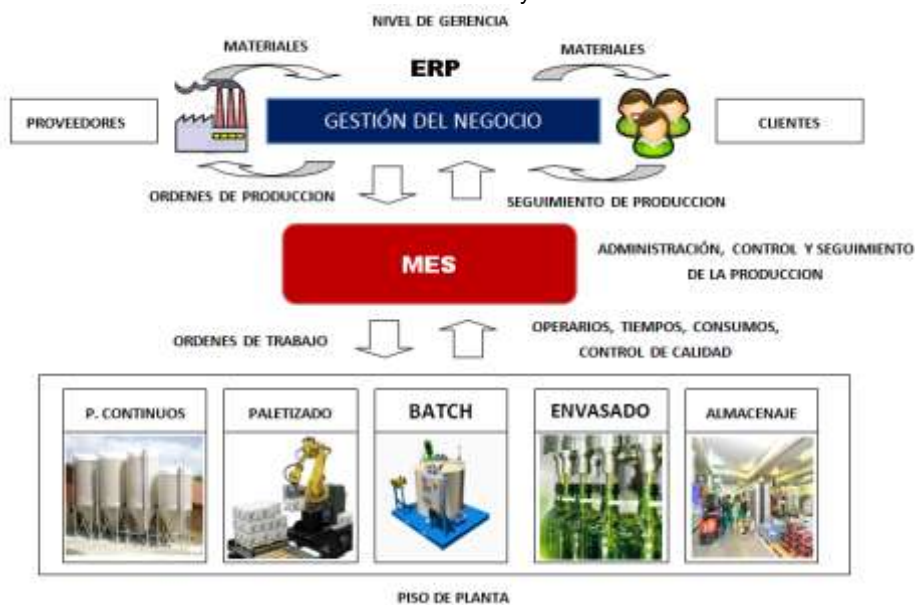 y
NIVEL DE GERENCIA
MATERIALES
MATERIALES
ERP
PROVEEDORES
GESTIÓN DEL NEGOCIO
CLIENTES
ORDENES DE PRODUCCION
SEGUIMIENTO DE PRODUCCION
MES
ADMINISTRACIÓN, CONTROL Y SEGUIMIENTO
DE LA PRODUCCION
ORDENES DE TRABAJO
OPERARIOS, TIEMPOS, CONSUMOS,
CONTROL DE CALIDAD
P. CONTINUOS
PALETIZADO
BATCH
ENVASADO
ALMACENAJE
PISO DE PLANTA